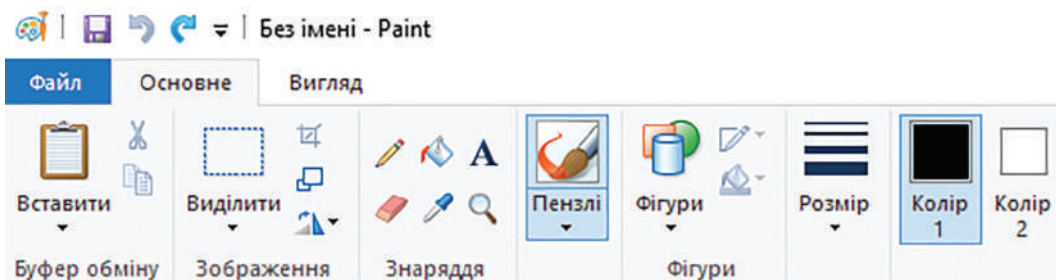 Без імені - Paint
Файл Основне Вигляд
Вставити Виділити A Пензлі Фігури Розмір Колір 1 Колір 2
Буфер обміну Зображення Знаряддя Фігури